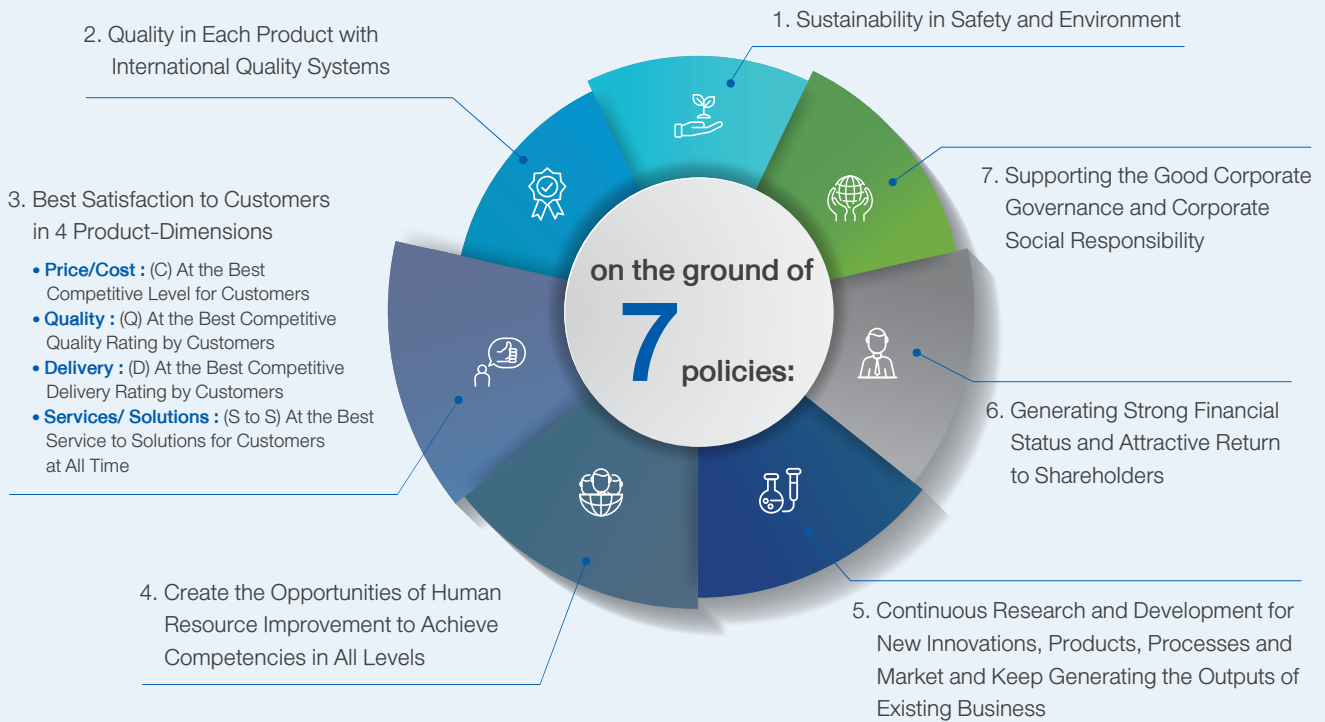 on the ground of
7
policies:
1. Sustainability in Safety and Environment
2. Quality in Each Product with
International Quality Systems
3. Best Satisfaction to Customers
in 4 Product-Dimensions
• Price/Cost : (C) At the Best
Competitive Level for Customers
• Quality : (Q) At the Best Competitive
Quality Rating by Customers
• Delivery : (D) At the Best Competitive
Delivery Rating by Customers
• Services/ Solutions : (S to S) At the Best
Service to Solutions for Customers
at All Time
4. Create the Opportunities of Human
Resource Improvement to Achieve
Competencies in All Levels
5. Continuous Research and Development for
New Innovations, Products, Processes and
Market and Keep Generating the Outputs of
Existing Business
6. Generating Strong Financial
Status and Attractive Return
to Shareholders
7. Supporting the Good Corporate
Governance and Corporate
Social Responsibility